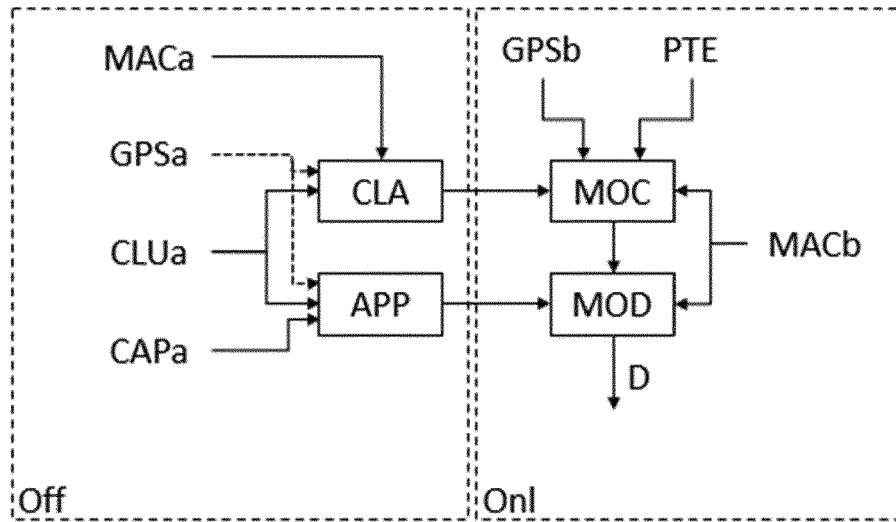 MACa
GPSa
CLUa
CAPa
CLA
APP
Off
GPSb
PTE
MOC
MACb
MOD
D
Onl